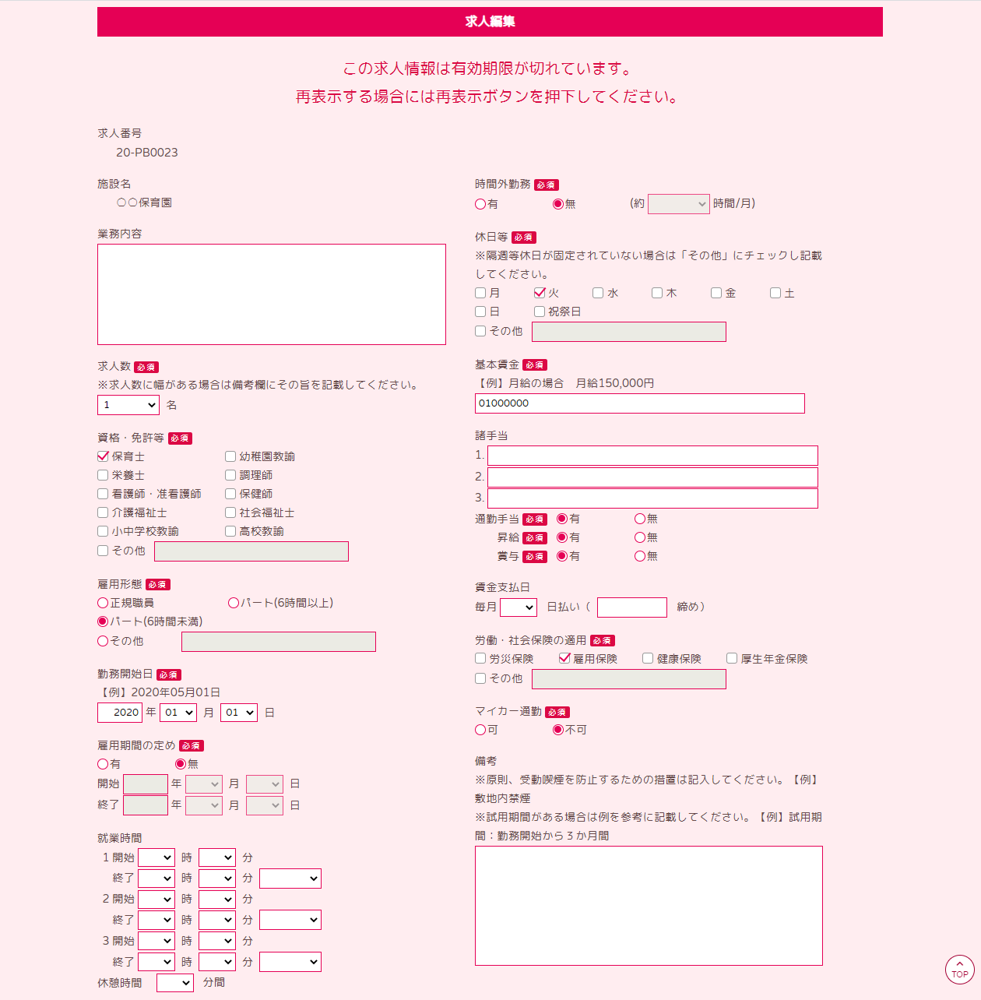 求人編集
この求人情報は有効期限が切れています。
再表示する場合には再表示ボタンを押下してください。
求人番号
20-PB0023
施設名
〇〇保育園
業務内容
求人数 必須
※求人数に幅がある場合は備考欄にその旨を記載してください。
1 名
資格・免許等 必須
保育士 幼稚園教諭
栄養士 調理師
看護師・准看護師 保健師
介護福祉士 社会福祉士
小中学校教諭 高校教諭
その他
雇用形態 必須
正規職員 パート(6時間以上)
パート(6時間未満)
その他
勤務開始日 必須
【例】2020年05月01日
2020 年 01 月 01 日
雇用期間の定め 必須
有 無
開始 年 月 日
終了 年 月 日
就業時間
1 開始 時 分
終了 時 分
2 開始 時 分
終了 時 分
3 開始 時 分
終了 時 分
休憩時間 分間
時間外勤務 必須
有 無 (約 時間/月)
休日等 必須
※隔週等休日が固定されていない場合は「その他」にチェックし記載
してください。
月 火 水 木 金 土
日 祝祭日
その他
基本賃金 必須
【例】月給の場合　月給150,000円
01000000
諸手当
1.
2.
3.
通勤手当 必須 有 無
昇給 必須 有 無
賞与 必須 有 無
賃金支払日
毎月 日払い（ 締め）
労働・社会保険の適用 必須
労災保険 雇用保険 健康保険 厚生年金保険
その他
マイカー通勤 必須
可 不可
備考
※原則、受動喫煙を防止するための措置は記入してください。【例】
敷地内禁煙
※試用期間がある場合は例を参考に記載してください。【例】試用期
間：勤務開始から３か月間
TOP